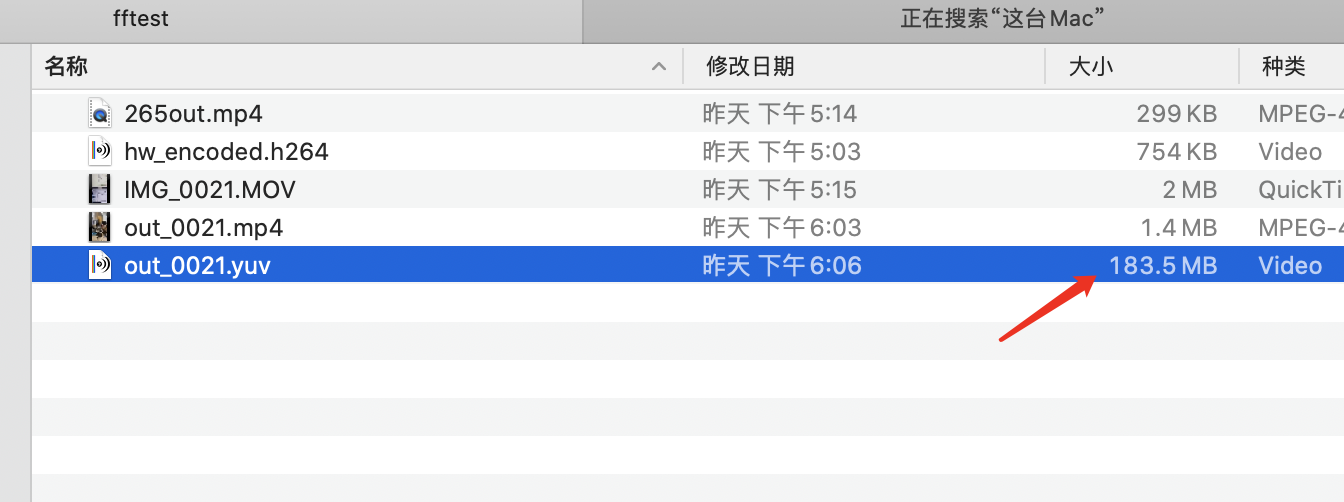 fftest 正在搜索“这台Mac”
名称 修改日期 大小 种类
265out.mp4 昨天 下午5:14 299 KB MPEG-4
hw_encoded.h264 昨天 下午5:03 754 KB Video
IMG_0021.MOV 昨天 下午5:15 2 MB QuickTi
out_0021.mp4 昨天 下午6:03 1.4 MB MPEG-4
out_0021.yuv 昨天 下午6:06 183.5 MB Video